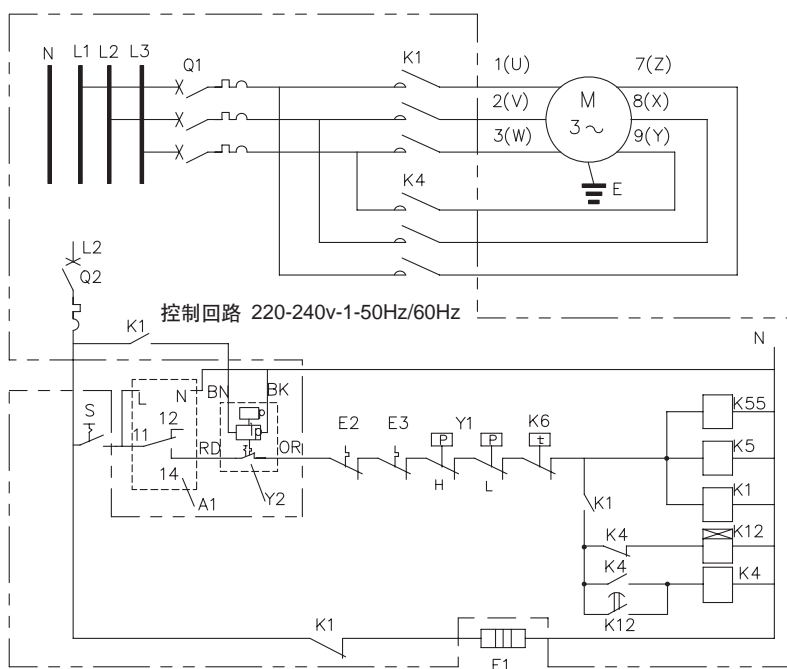 N L1 L2 L3 Q1 K1 1(U) 7(Z)
M
3~
2(V) 8(X)
3(W) 9(Y)
K4
E
L2
Q2
控制回路 220-240v-1-50Hz/60Hz
K1 N
L N BN BK
S 12 E2 E3 Y1 K6 K55
P P t
11 RD OR K5
14 H L
A1 Y2 K1 K1
K4 K12
K4 K4
K12
K1
E1